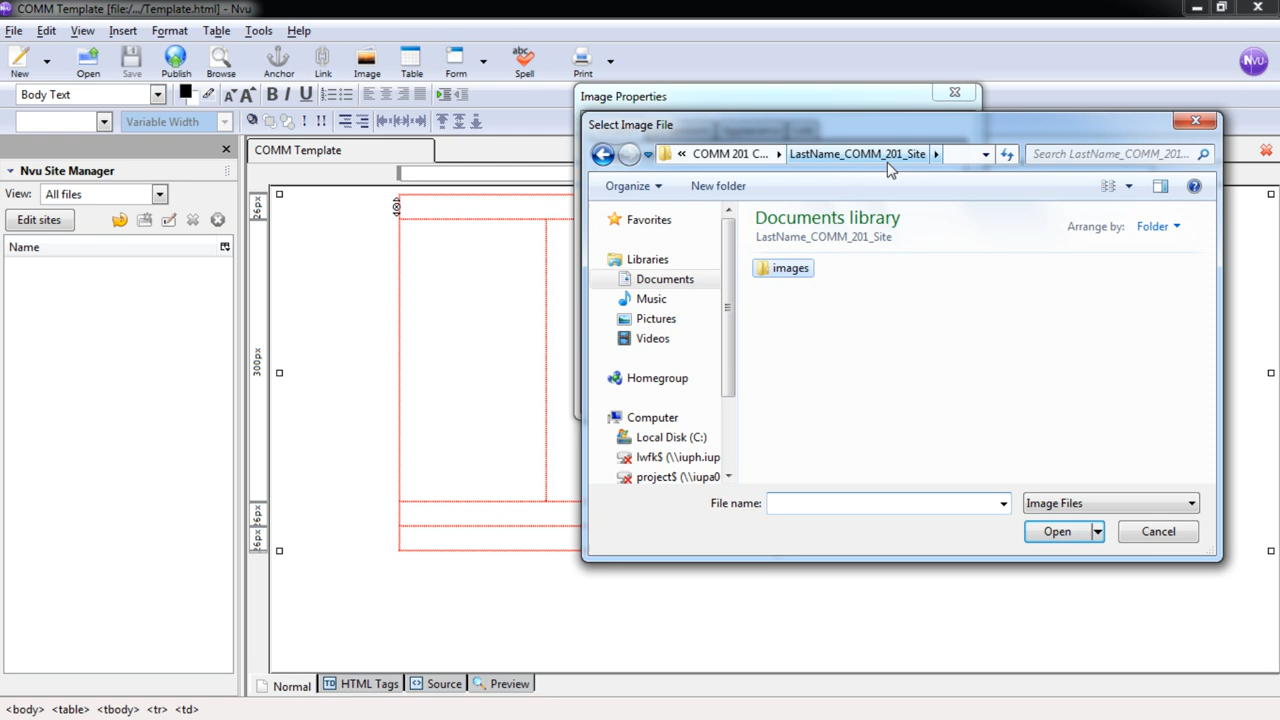 COMM Template [file:/.../Template.html] - Nvu
File Edit View Insert Format Table Tools Help
New Open Save Publish Browse Anchor Link Image Table Form Spell Print
abc
NVU
Body Text
B I U
Variable Width
Image Properties
Select Image File
« COMM 201 C... LastName_COMM_201_Site
Search LastName_COMM_201...
Organize New folder
Nvu Site Manager
View: All files
Edit sites
Name
COMM Template
26px
300px
26px
26px
Favorites
Libraries
Documents
Music
Pictures
Videos
Homegroup
Computer
Local Disk (C:)
lwfk$ (\\iuph.iup
project$ (\\iupa0
Documents library
LastName_COMM_201_Site
Arrange by: Folder
images
File name:
Image Files
Open Cancel
Normal HTML Tags Source Preview
<body> <table> <tbody> <tr> <td>